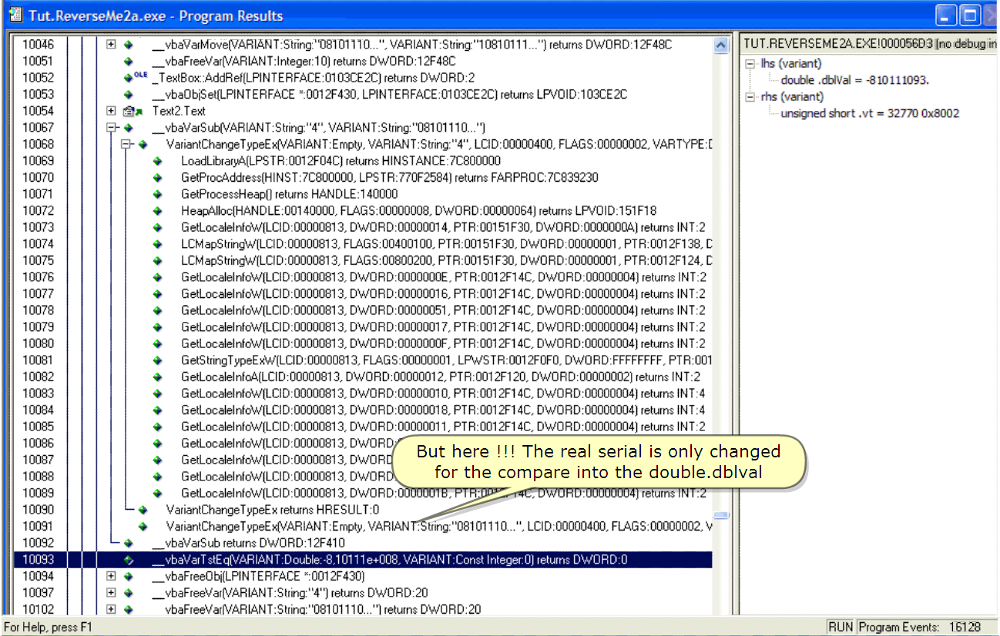 Tut.ReverseMe2a.exe - Program Results
10046 __vbaVarMove(VARIANT:String:"08101110...", VARIANT:String:"10810111...") returns DWORD:12F48C
10051 __vbaFreeVar(VARIANT:Integer:10) returns DWORD:12F48C
10052 OLE _TextBox::AddRef(LPINTERFACE:0103CE2C) returns DWORD:2
10053 __vbaObjSet(LPINTERFACE *:0012F430, LPINTERFACE:0103CE2C) returns LPVOID:103CE2C
10054 Text2.Text
10067 __vbaVarSub(VARIANT:String:"4", VARIANT:String:"08101110...")
10068 VariantChangeTypeEx(VARIANT:Empty, VARIANT:String:"4", LCID:00000400, FLAGS:00000002, VARTYPE:D
10069 LoadLibraryA(LPSTR:0012F04C) returns HINSTANCE:7C800000
10070 GetProcAddress(HINST:7C800000, LPSTR:770F2584) returns FARPROC:7C839230
10071 GetProcessHeap() returns HANDLE:140000
10072 HeapAlloc(HANDLE:00140000, FLAGS:00000008, DWORD:00000064) returns LPVOID:151F18
10073 GetLocaleInfoW(LCID:00000813, DWORD:00000014, PTR:00151F30, DWORD:0000000A) returns INT:2
10074 LCMapStringW(LCID:00000813, FLAGS:00400100, PTR:00151F30, DWORD:00000001, PTR:0012F138, D
10075 LCMapStringW(LCID:00000813, FLAGS:00800200, PTR:00151F30, DWORD:00000001, PTR:0012F124, D
10076 GetLocaleInfoW(LCID:00000813, DWORD:0000000E, PTR:0012F14C, DWORD:00000004) returns INT:2
10077 GetLocaleInfoW(LCID:00000813, DWORD:00000016, PTR:0012F14C, DWORD:00000004) returns INT:2
10078 GetLocaleInfoW(LCID:00000813, DWORD:00000051, PTR:0012F14C, DWORD:00000004) returns INT:2
10079 GetLocaleInfoW(LCID:00000813, DWORD:00000017, PTR:0012F14C, DWORD:00000004) returns INT:2
10080 GetLocaleInfoW(LCID:00000813, DWORD:0000000F, PTR:0012F14C, DWORD:00000004) returns INT:2
10081 GetStringTypeExW(LCID:00000813, FLAGS:00000001, LPWSTR:0012F0F0, DWORD:FFFFFFFF, PTR:001
10082 GetLocaleInfoA(LCID:00000813, DWORD:00000012, PTR:0012F120, DWORD:00000002) returns INT:2
10083 GetLocaleInfoW(LCID:00000813, DWORD:00000010, PTR:0012F14C, DWORD:00000004) returns INT:4
10084 GetLocaleInfoW(LCID:00000813, DWORD:00000018, PTR:0012F14C, DWORD:00000004) returns INT:4
10085 GetLocaleInfoW(LCID:00000813, DWORD:00000011, PTR:0012F14C, DWORD:00000004) returns INT:2
10086 GetLocaleInfoW(LCID:00000813, DWORD:0
10087 GetLocaleInfoW(LCID:00000813, DWORD
10088 GetLocaleInfoW(LCID:00000813, DWORD
10089 GetLocaleInfoW(LCID:00000813, DWORD:0000001B, PTR:0012F14C, DWORD:00000004) returns INT:2
10090 VariantChangeTypeEx returns HRESULT:0
10091 VariantChangeTypeEx(VARIANT:Empty, VARIANT:String:"08101110...", LCID:00000400, FLAGS:00000002, V
10092 __vbaVarSub returns DWORD:12F410
10093 __vbaVarTstEq(VARIANT:Double:-8,10111e+008, VARIANT:Const Integer:0) returns DWORD:0
10094 __vbaFreeObj(LPINTERFACE *:0012F430)
10097 __vbaFreeVar(VARIANT:String:"4") returns DWORD:20
10102 __vbaFreeVar(VARIANT:String:"08101110...") returns DWORD:20
But here !!! The real serial is only changed
for the compare into the double.dblval
TUT.REVERSEME2A.EXE!000056D3 (no debug in
lhs (variant)
double .dblVal = -810111093.
rhs (variant)
unsigned short .vt = 32770 0x8002
For Help, press F1
RUN Program Events: 16128